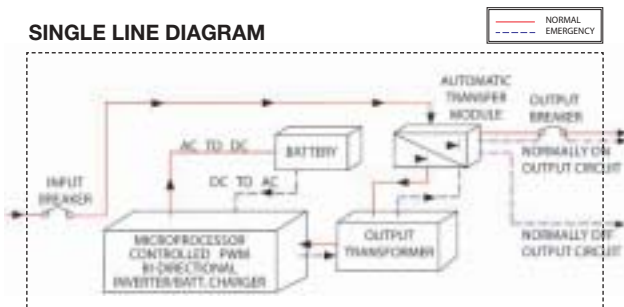 SINGLE LINE DIAGRAM
NORMAL
EMERGENCY
AUTOMATIC
TRANSFER
MODULE
OUTPUT
BREAKER
AC TO DC
BATTERY
NORMALLY ON
OUTPUT CIRCUIT
INPUT
BREAKER
DC TO AC
MICROPROCESSOR
CONTROLLED PWM
BI-DIRECTIONAL
INVERTER/BATT. CHARGER
OUTPUT
TRANSFORMER
NORMALLY OFF
OUTPUT CIRCUIT